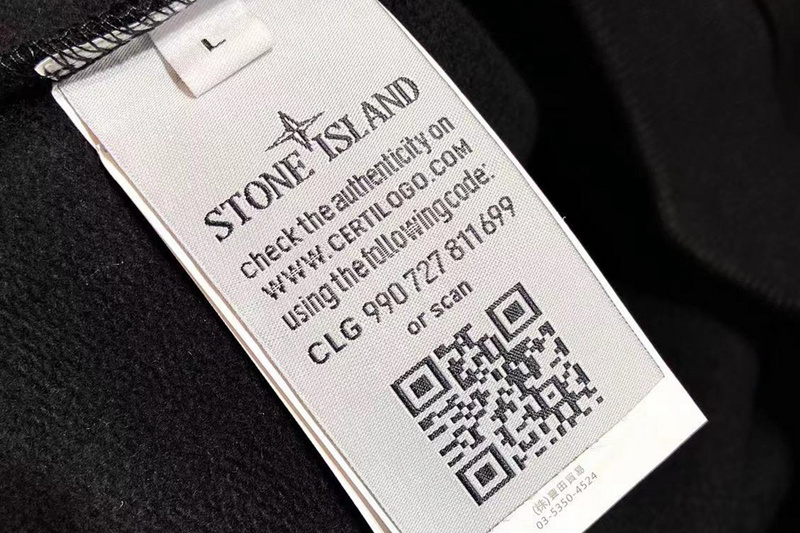 L
STONE ISLAND
check the authenticity on
WWW.CERTILOGO.COM
using the following code:
CLG 990 727 811 699
or scan
(株)豊田貿易
03-5350-4524